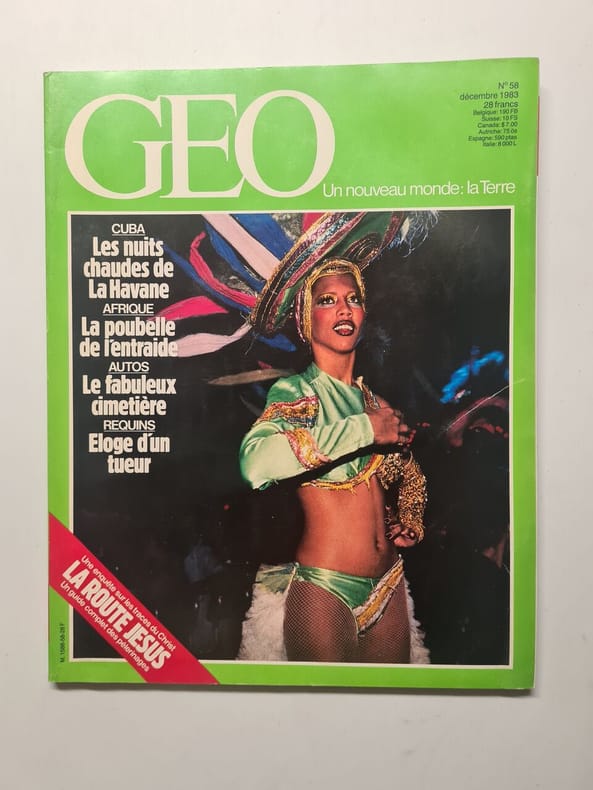 GEO
N° 58
décembre 1983
28 francs
Belgique: 190 FB
Suisse: 10 FS
Canada: $ 7,00
Autriche: 75 ös
Espagne: 590 ptas
Italie: 8 000 L
Un nouveau monde: la Terre
CUBA
Les nuits
chaudes de
La Havane
AFRIQUE
La poubelle
de l'entraide
AUTOS
Le fabuleux
cimetière
REQUINS
Eloge d'un
tueur
Une enquête sur les traces du Christ
LA ROUTE JESUS
Un guide complet des pèlerinages
M. 1588-58-28 F